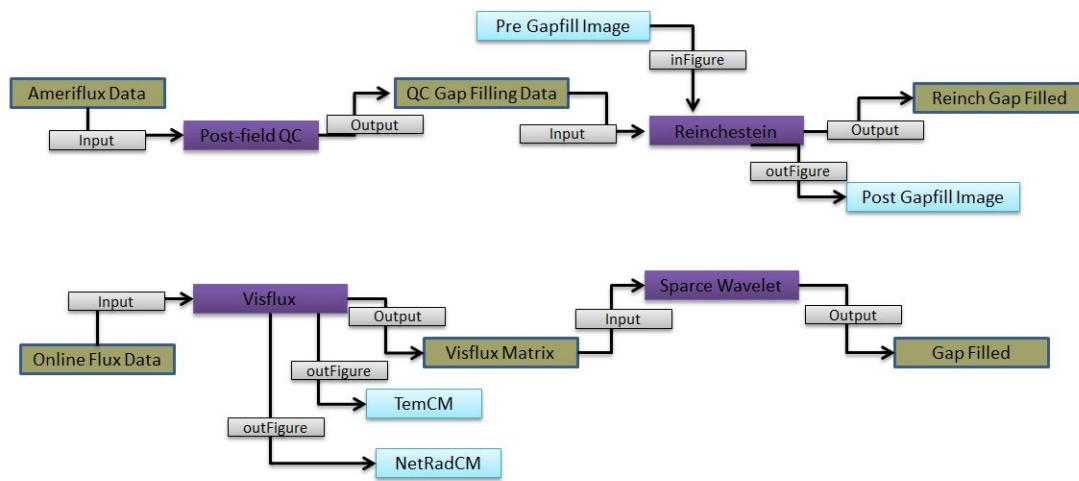 Pre Gapfill Image
inFigure
Ameriflux Data
QC Gap Filling Data
Reinch Gap Filled
Input
Post-field QC
Output
Input
Reinchestein
Output
outFigure
Post Gapfill Image
Input
Visflux
Output
Sparce Wavelet
Input
Output
Online Flux Data
Visflux Matrix
Gap Filled
outFigure
TemCM
outFigure
NetRadCM